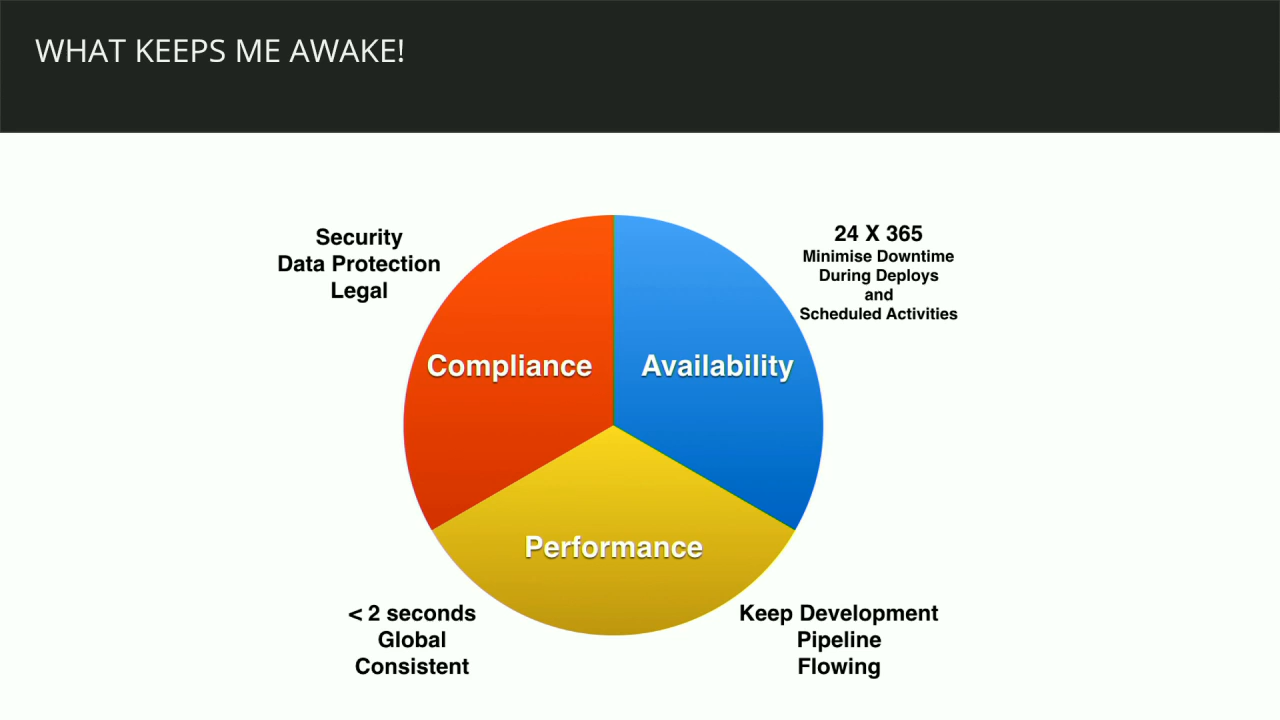 WHAT KEEPS ME AWAKE!
Security
Data Protection
Legal
24 X 365
Minimise Downtime
During Deploys
and
Scheduled Activities
Compliance
Availability
Performance
< 2 seconds
Global
Consistent
Keep Development
Pipeline
Flowing